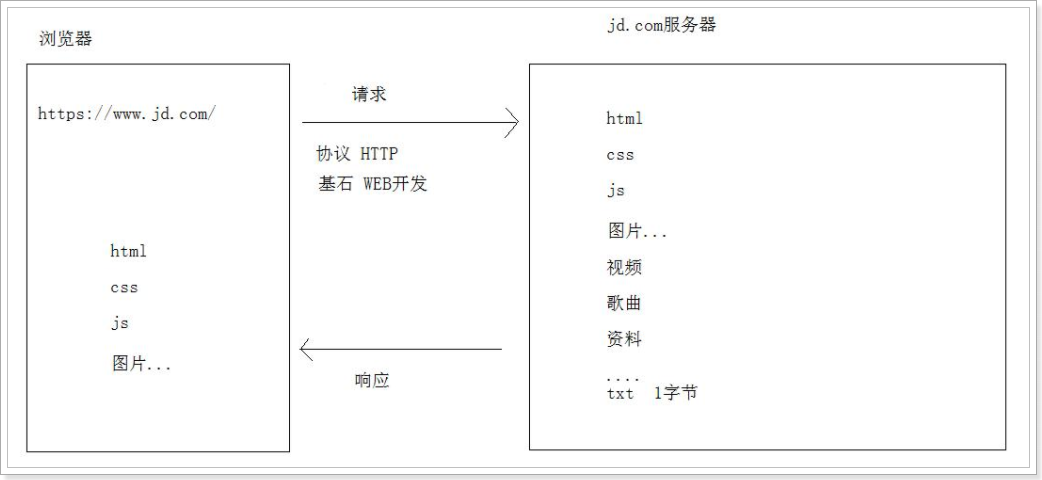 浏览器
https://www.jd.com/
html
css
js
图片...
请求
协议 HTTP
基石 WEB开发
响应
jd.com服务器
html
css
js
图片...
视频
歌曲
资料
....
txt 1字节